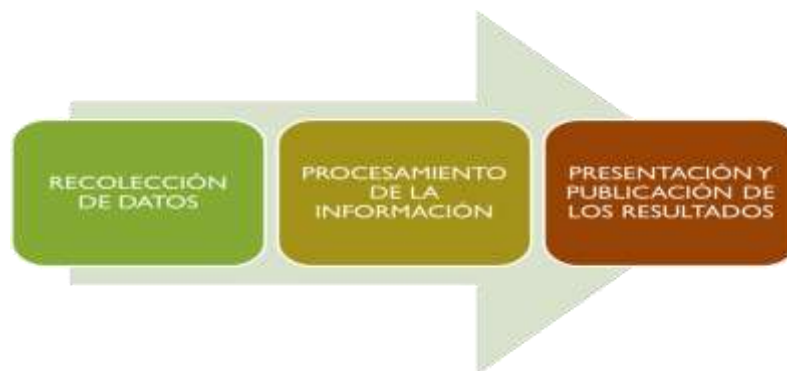 RECOLECCIÓN
DE DATOS
PROCESAMIENTO
DE LA
INFORMACIÓN
PRESENTACIÓN Y
PUBLICACIÓN DE
LOS RESULTADOS